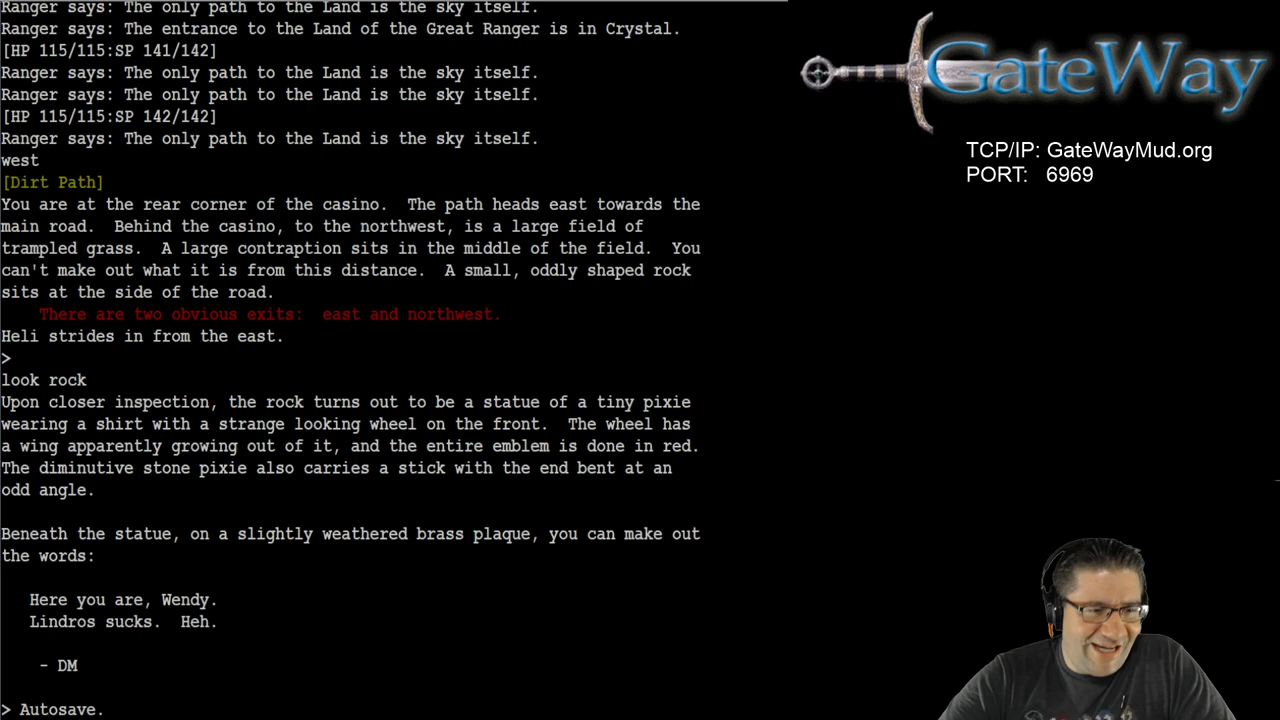 Ranger says: The only path to the Land is the sky itself.
Ranger says: The entrance to the Land of the Great Ranger is in Crystal.
[HP 115/115:SP 141/142]
Ranger says: The only path to the Land is the sky itself.
Ranger says: The only path to the Land is the sky itself.
[HP 115/115:SP 142/142]
Ranger says: The only path to the Land is the sky itself.
west
[Dirt Path]
You are at the rear corner of the casino.  The path heads east towards the
main road.  Behind the casino, to the northwest, is a large field of
trampled grass.  A large contraption sits in the middle of the field.  You
can't make out what it is from this distance.  A small, oddly shaped rock
sits at the side of the road.
There are two obvious exits:  east and northwest.
Heli strides in from the east.
>
look rock
Upon closer inspection, the rock turns out to be a statue of a tiny pixie
wearing a shirt with a strange looking wheel on the front.  The wheel has
a wing apparently growing out of it, and the entire emblem is done in red.
The diminutive stone pixie also carries a stick with the end bent at an
odd angle.
Beneath the statue, on a slightly weathered brass plaque, you can make out
the words:
Here you are, Wendy.
Lindros sucks.  Heh.
- DM
> Autosave.
GateWay
TCP/IP: GateWayMud.org
PORT:   6969